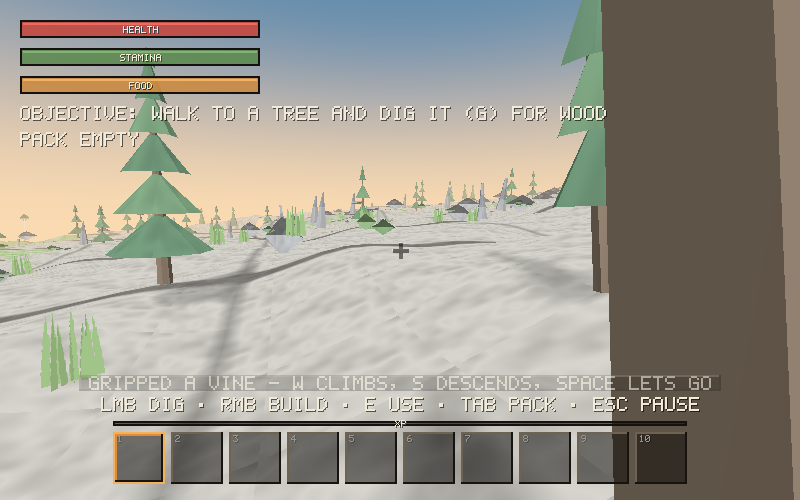 HEALTH
STAMINA
FOOD
OBJECTIVE: WALK TO A TREE AND DIG IT (G) FOR WOOD
PACK EMPTY
GRIPPED A VINE - W CLIMBS, S DESCENDS, SPACE LETS GO
LMB DIG · RMB BUILD · E USE · TAB PACK · ESC PAUSE
XP
1 2 3 4 5 6 7 8 9 10